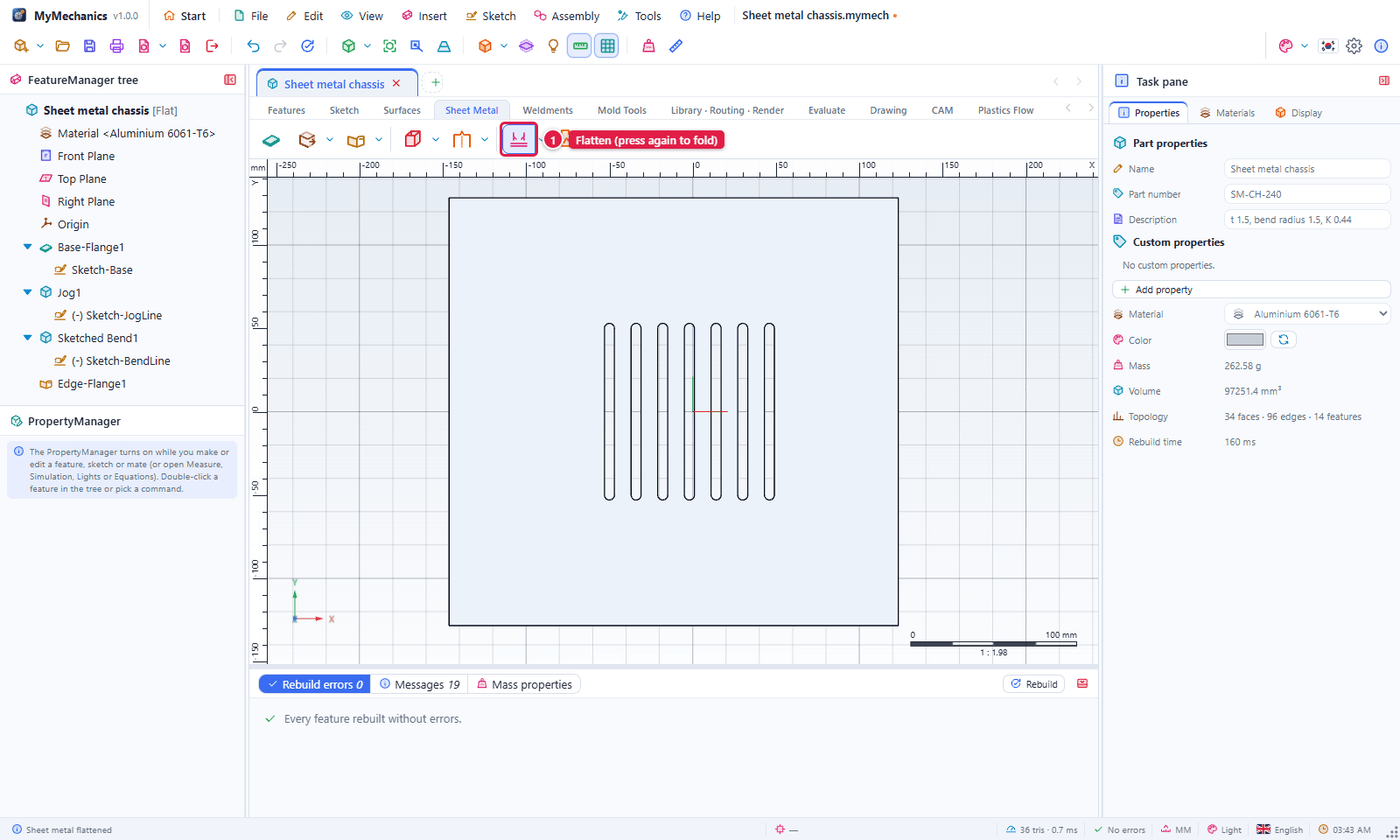 MyMechanics v1.0.0 Start File Edit View Insert Sketch Assembly Tools Help Sheet metal chassis.mymech
FeatureManager tree
Sheet metal chassis [Flat]
Material <Aluminium 6061-T6>
Front Plane
Top Plane
Right Plane
Origin
Base-Flange1
Sketch-Base
Jog1
(-) Sketch-JogLine
Sketched Bend1
(-) Sketch-BendLine
Edge-Flange1
PropertyManager
The PropertyManager turns on while you make or
edit a feature, sketch or mate (or open Measure,
Simulation, Lights or Equations). Double-click a
feature in the tree or pick a command.
Sheet metal chassis
Features Sketch Surfaces Sheet Metal Weldments Mold Tools Library · Routing · Render Evaluate Drawing CAM Plastics Flow
1 Flatten (press again to fold)
mm -250 -200 -150 -100 -50 0 50 100 150 200 X
Y
100
50
0
-50
-100
-150
Y
X
0 100 mm
1 : 1.98
Rebuild errors 0 Messages 19 Mass properties Rebuild
Every feature rebuilt without errors.
Task pane
Properties Materials Display
Part properties
Name Sheet metal chassis
Part number SM-CH-240
Description t 1.5, bend radius 1.5, K 0.44
Custom properties
No custom properties.
Add property
Material Aluminium 6061-T6
Color
Mass 262.58 g
Volume 97251.4 mm³
Topology 34 faces · 96 edges · 14 features
Rebuild time 160 ms
Sheet metal flattened — 36 tris · 0.7 ms No errors MM Light English 03:43 AM